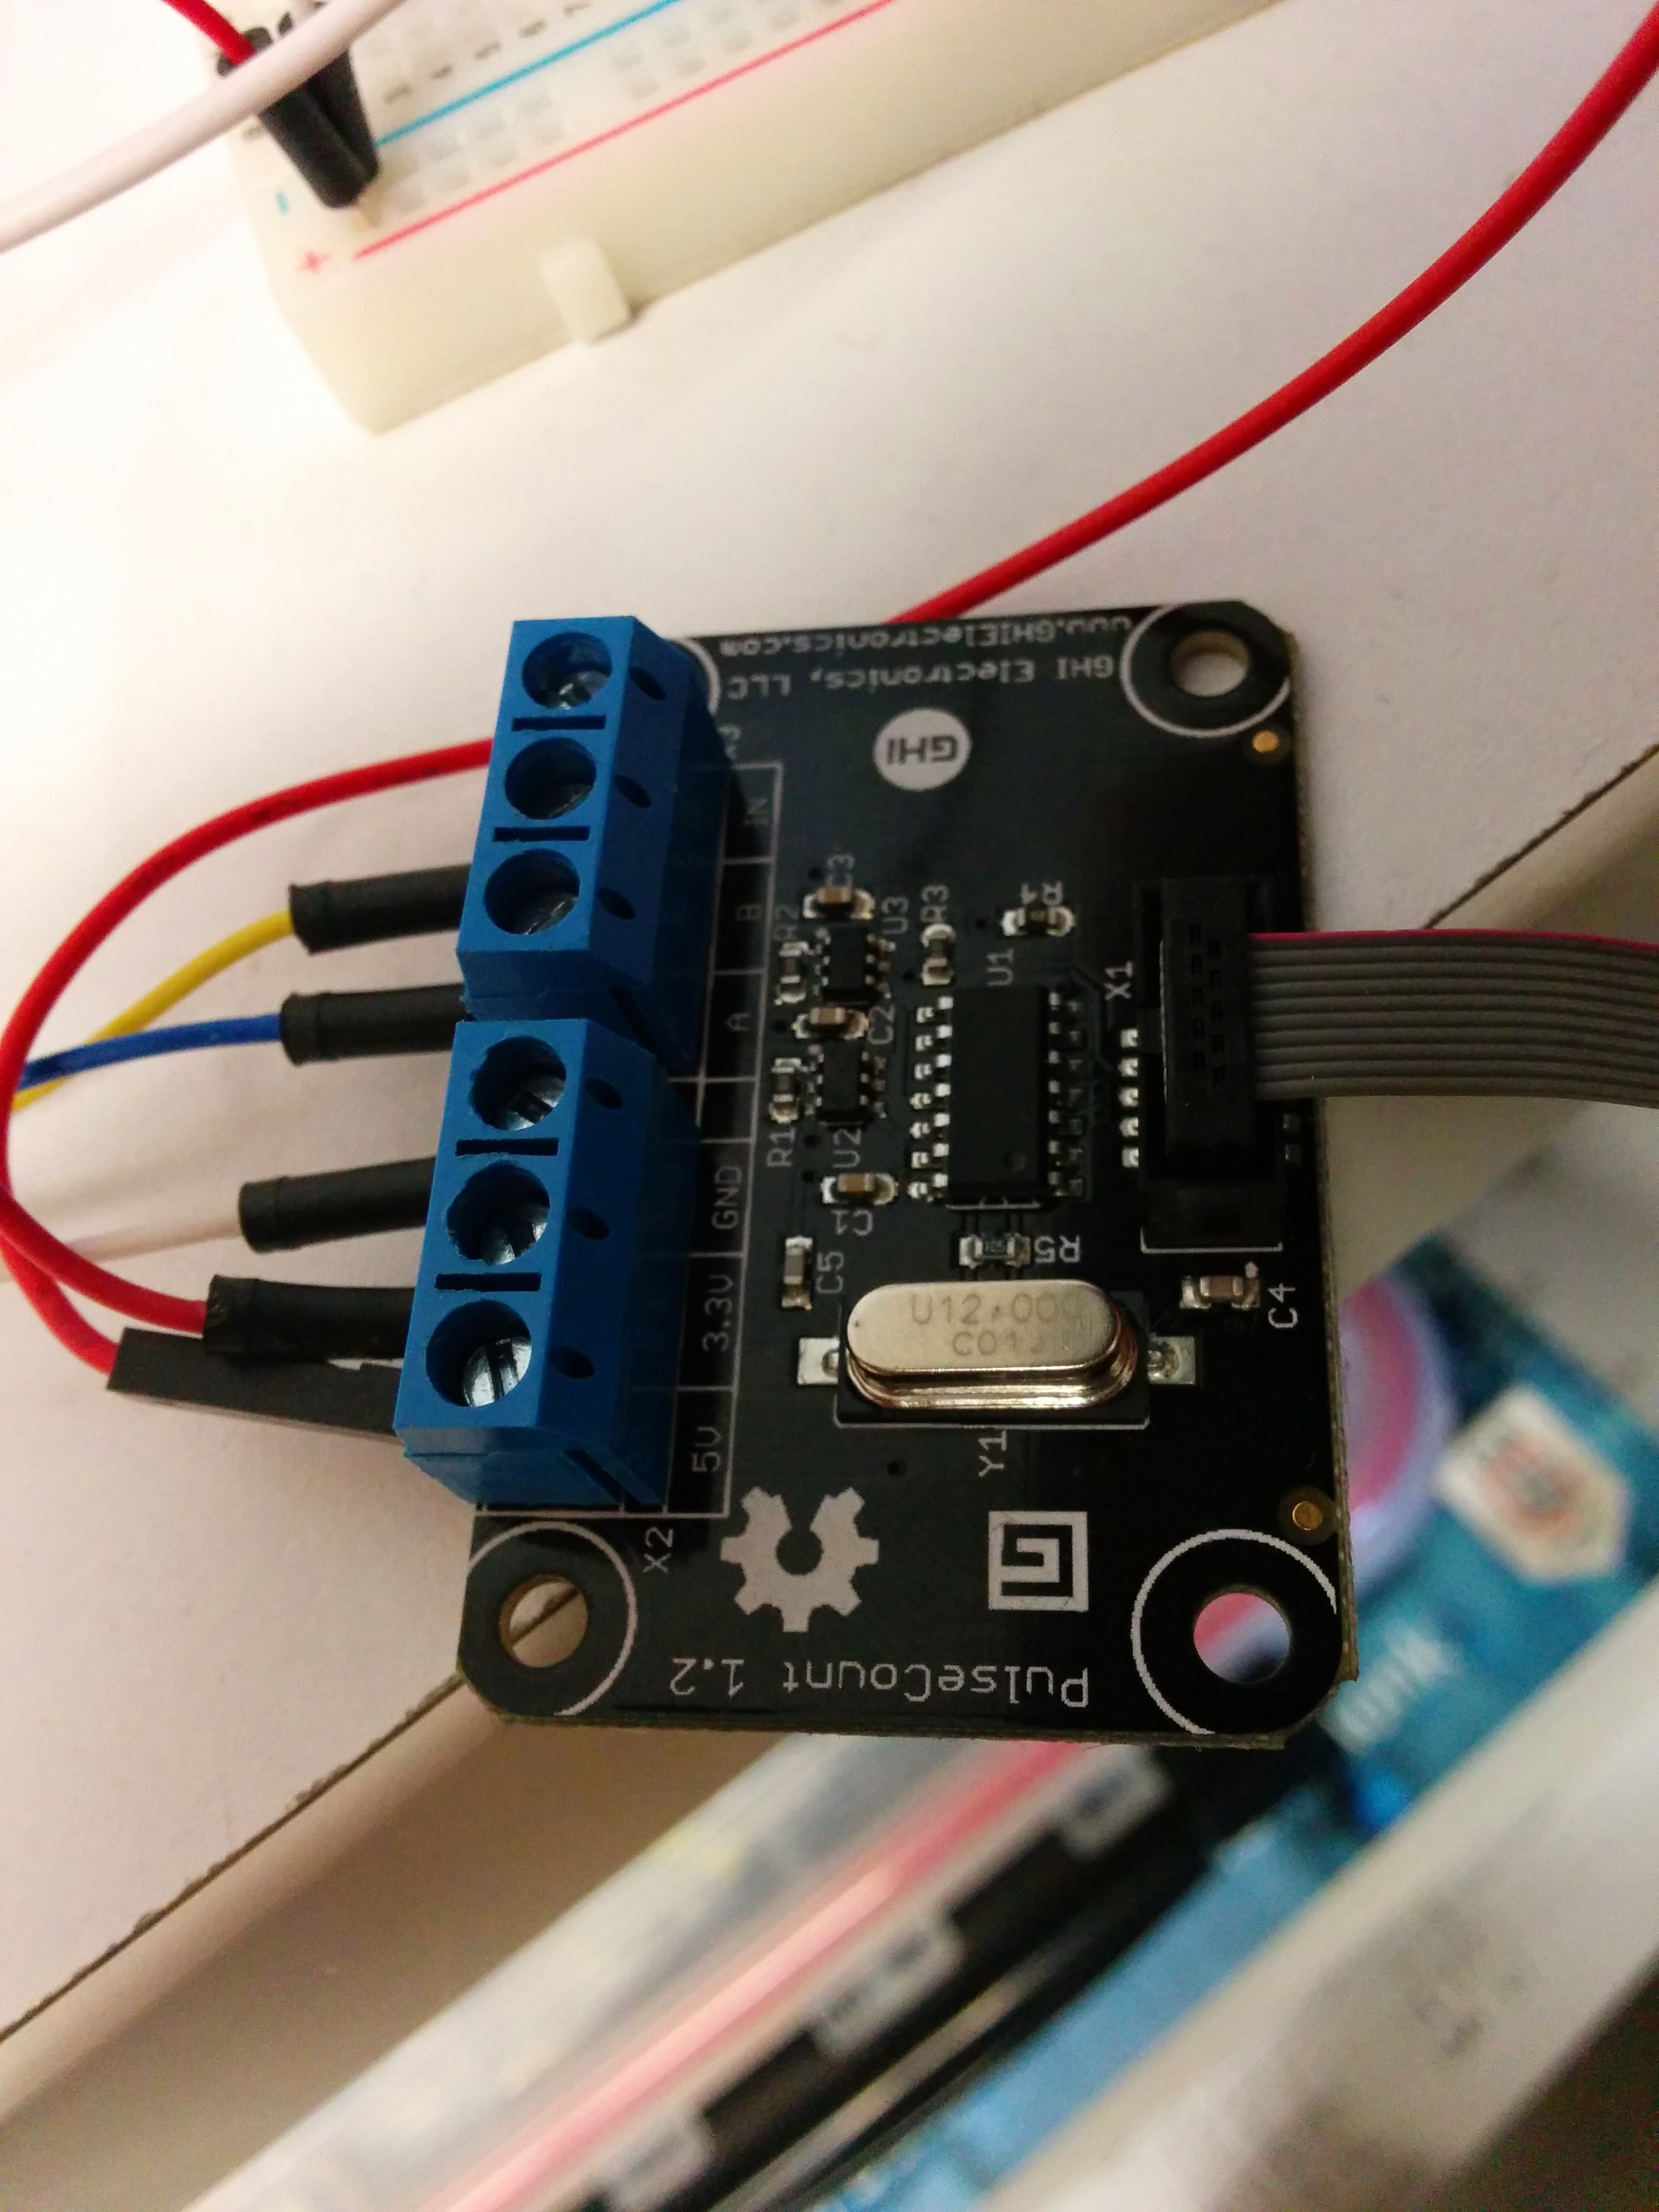 www.GHIElectronics.com
GHI Electronics, LLC
GHI
IN
B
A
GND
3.3V
5V
C3
R2
U3
R3
R4
U1
X1
C2
R1
U2
C1
C5
R5
C4
U12.000
Y1
X2
G
PulseCount 1.2
+
-